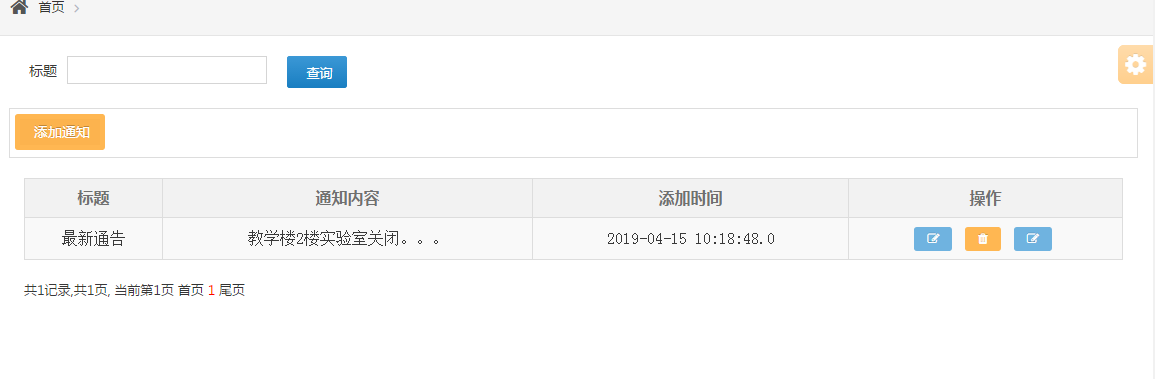 首页
标题 查询
添加通知
标题 通知内容 添加时间 操作
最新通告 教学楼2楼实验室关闭。。。 2019-04-15 10:18:48.0
共1记录,共1页, 当前第1页 首页 1 尾页